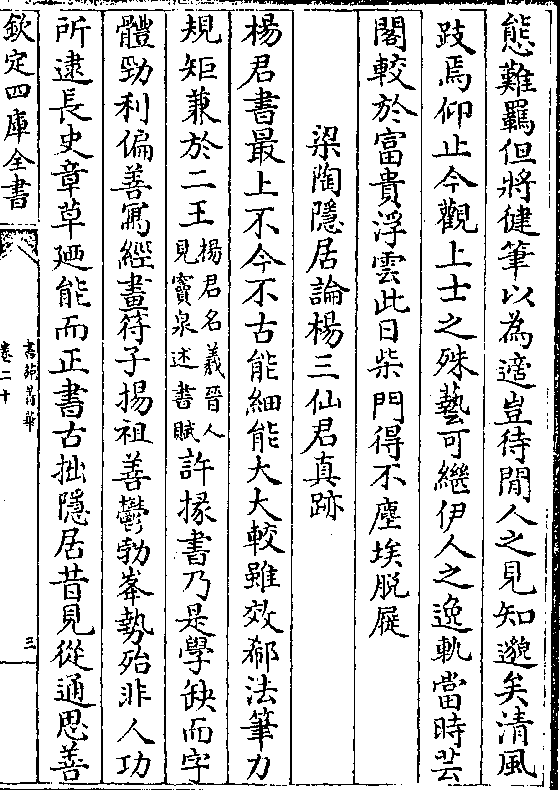 態難羈但將健筆以為適豈待閒人之見知邈矣清風
跂焉仰止今觀上士之殊藝可繼伊人之逸軌當時芸
閣較於富貴浮雲此日柴門得不塵埃脱屣
梁陶隱居論楊三仙君真跡
楊君書最上不今不古能細能大大較雖效郗法筆力
規矩兼於二王楊君名羲晉人見竇泉述書賦許掾書乃是學缺而字
體勁利偏善寫經畫符子揚祖善鬱勃峯勢殆非人功
所逮長史章草廼能而正書古拙隱居昔見從通思善
欽定四庫全書
書苑菁華
卷二十
三